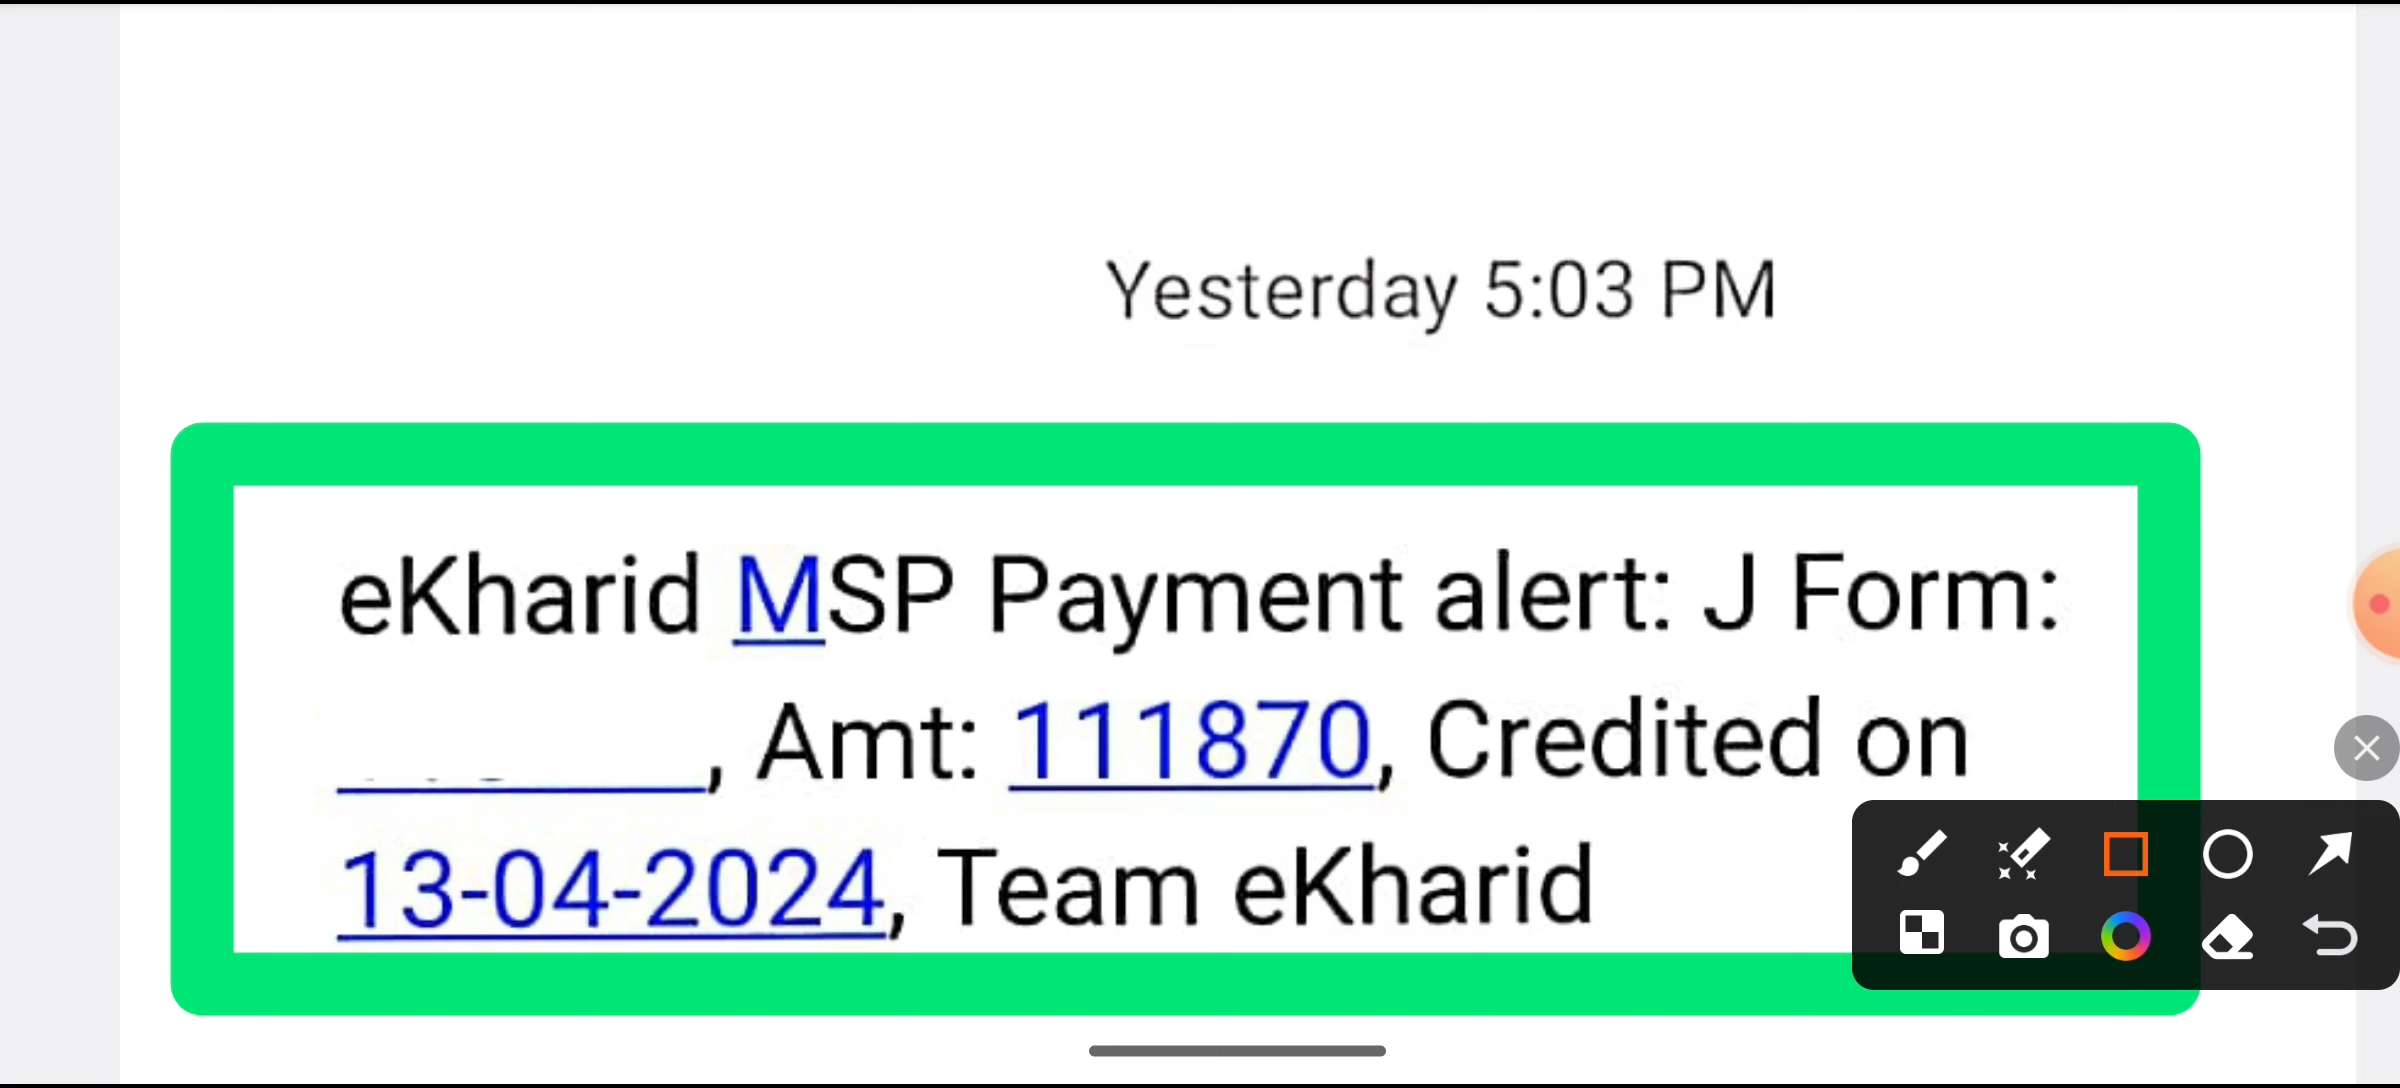 Yesterday 5:03 PM
eKharid MSP Payment alert: J Form:
, Amt: 111870, Credited on
13-04-2024, Team eKharid